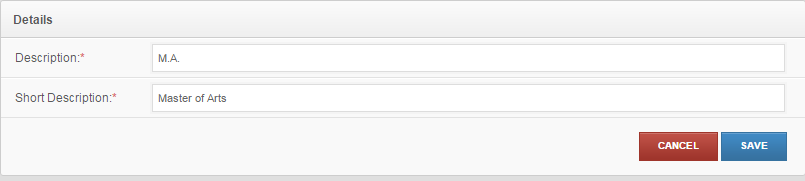 Details
Description:* M.A.
Short Description:* Master of Arts
CANCEL SAVE